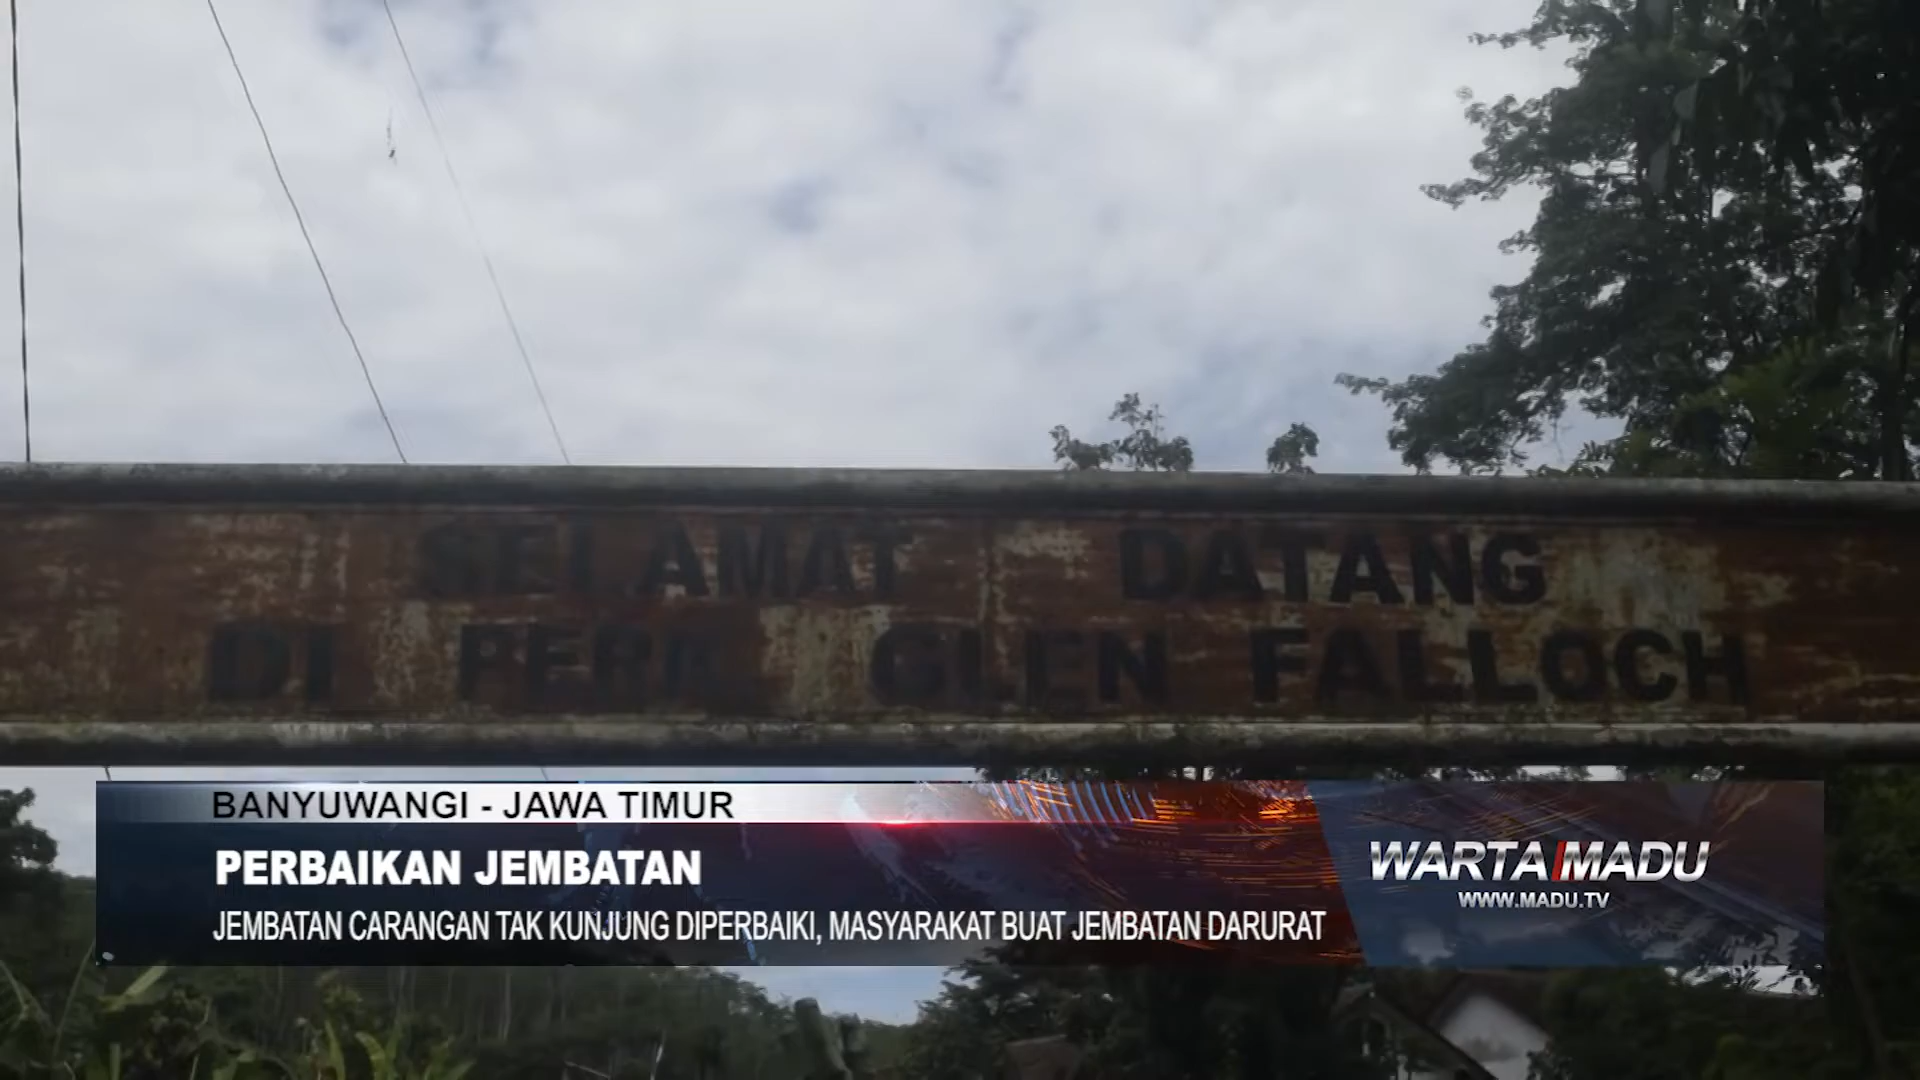 SELAMAT DATANG
DI PERK GLEN FALLOCH
BANYUWANGI - JAWA TIMUR
PERBAIKAN JEMBATAN
JEMBATAN CARANGAN TAK KUNJUNG DIPERBAIKI, MASYARAKAT BUAT JEMBATAN DARURAT
WARTA MADU
WWW.MADU.TV